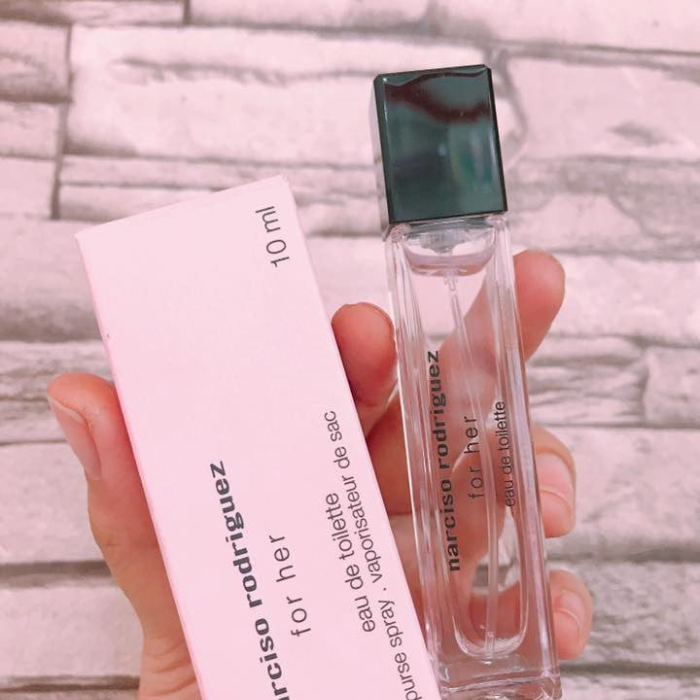 10 ml
narciso rodriguez
for her
eau de toilette
purse spray . vaporisateur de sac
narciso rodriguez
for her
eau de toilette